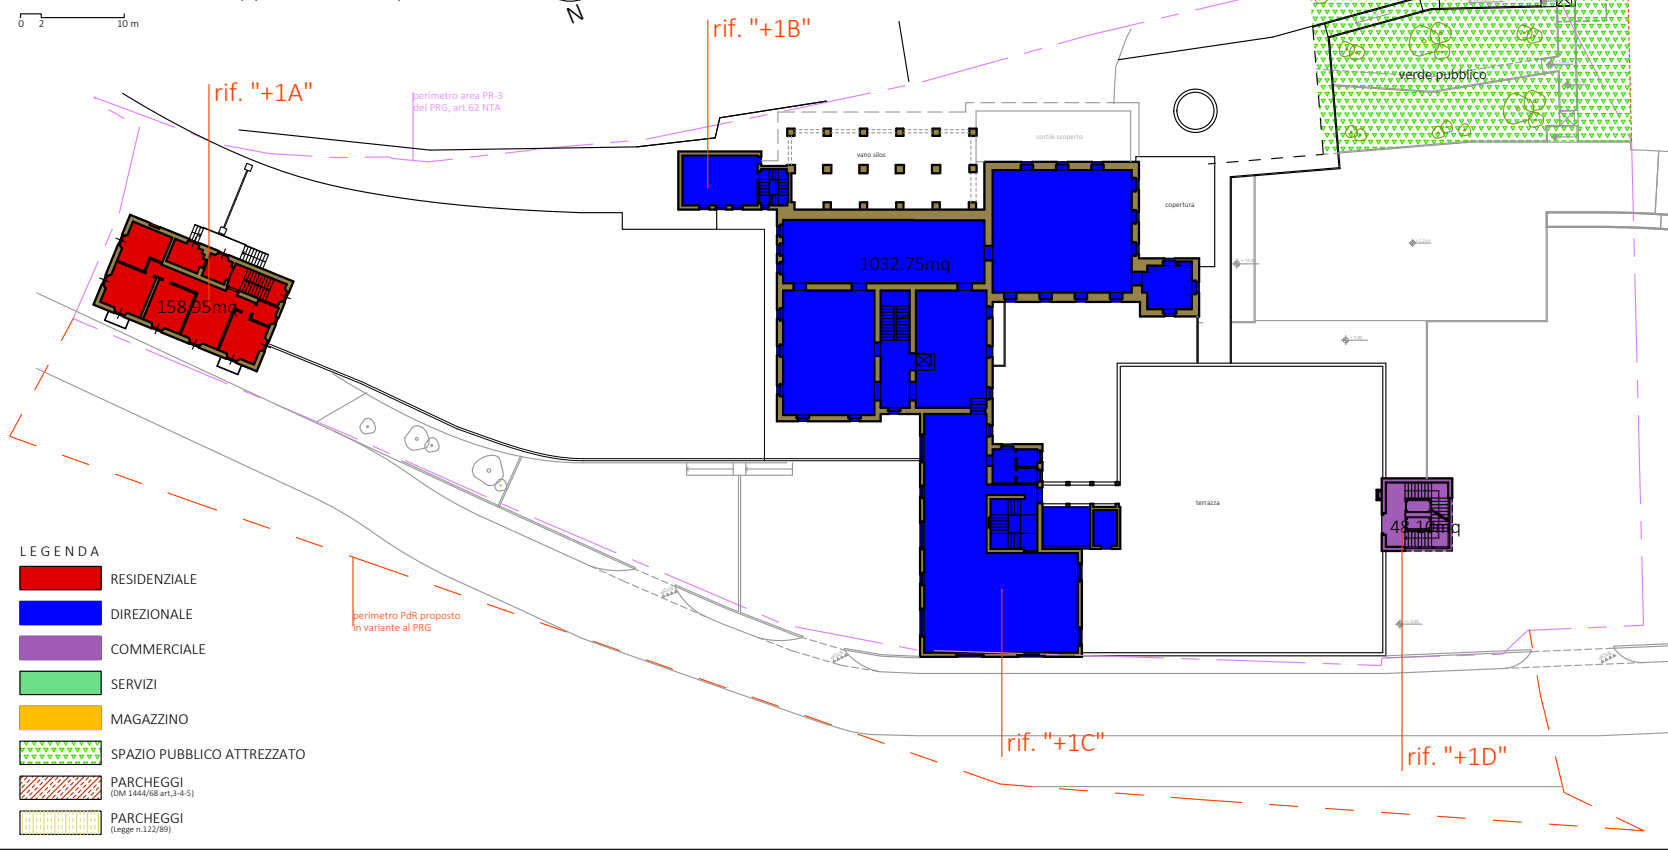 0 2 10 m
N
rif. "+1A"
rif. "+1B"
perimetro area PR-3
del PRG, art.62 NTA
verde pubblico
cortile scoperto
vano silos
copertura
1032.75mq
158.95mq
terrazza
48.10mq
LEGENDA
RESIDENZIALE
DIREZIONALE
COMMERCIALE
SERVIZI
MAGAZZINO
SPAZIO PUBBLICO ATTREZZATO
PARCHEGGI
(DM 1444/68 art,3-4-5)
PARCHEGGI
(Legge n.122/89)
perimetro PdR proposto
in variante al PRG
rif. "+1C"
rif. "+1D"